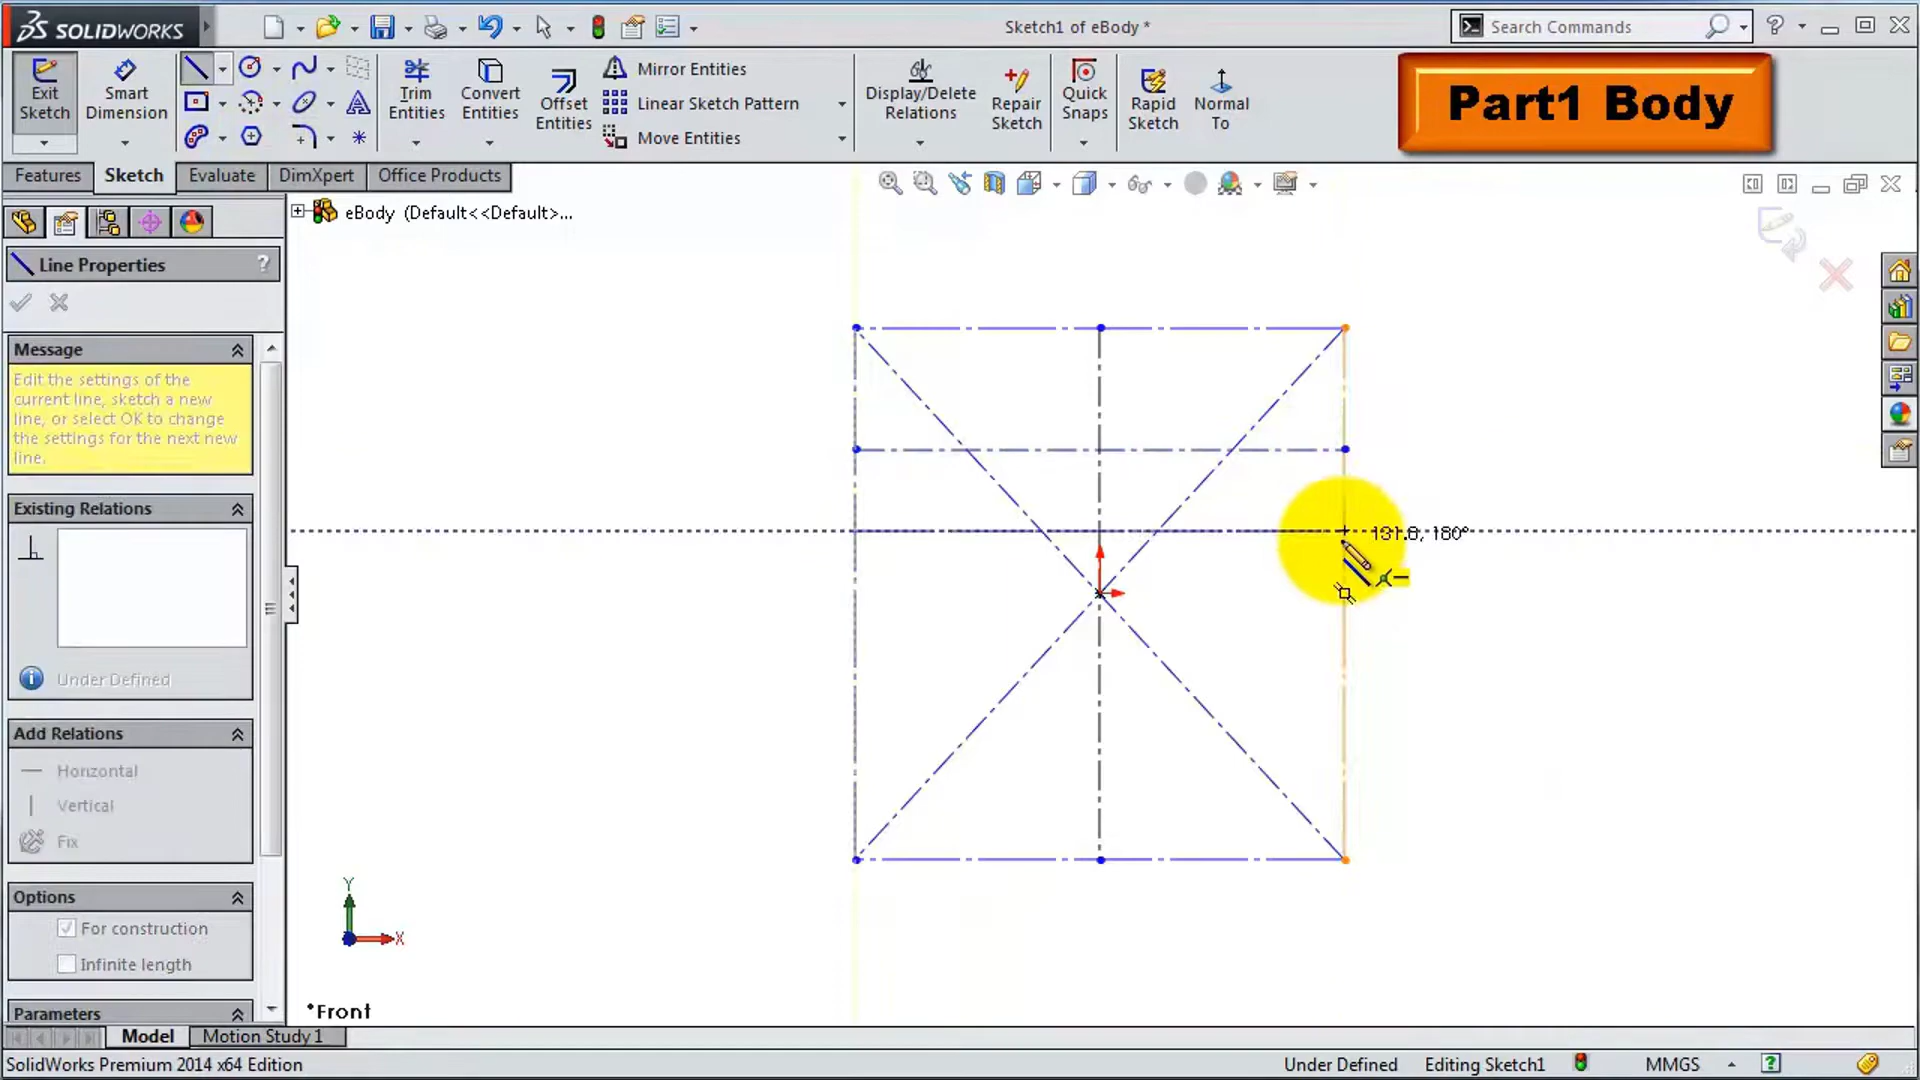 SOLIDWORKS
Sketch1 of eBody *
Search Commands
Exit Sketch
Smart Dimension
Trim Entities
Convert Entities
Offset Entities
Mirror Entities
Linear Sketch Pattern
Move Entities
Display/Delete Relations
Repair Sketch
Quick Snaps
Rapid Sketch
Normal To
Part1 Body
Features
Sketch
Evaluate
DimXpert
Office Products
eBody (Default<<Default>...
Line Properties
?
Message
Edit the settings of the
current line, sketch a new
line, or select OK to change
the settings for the next new
line.
Existing Relations
Under Defined
Add Relations
Horizontal
Vertical
Fix
Options
For construction
Infinite length
Parameters
131.8, 180°
Y
X
*Front
Model
Motion Study 1
SolidWorks Premium 2014 x64 Edition
Under Defined
Editing Sketch1
MMGS
?